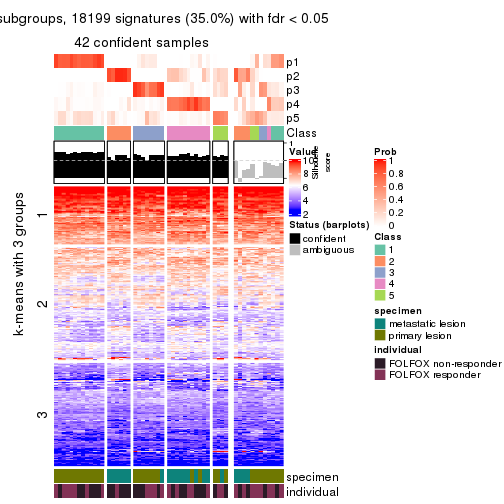 subgroups, 18199 signatures (35.0%) with fdr < 0.05
42 confident samples
p1
p2
p3
p4
p5
Class
1
Silhouette
score
k-means with 3 groups
1
2
3
specimen
individual
Value
10
8
6
4
2
Status (barplots)
confident
ambiguous
Prob
1
0.8
0.6
0.4
0.2
0
Class
1
2
3
4
5
specimen
metastatic lesion
primary lesion
individual
FOLFOX non-responder
FOLFOX responder